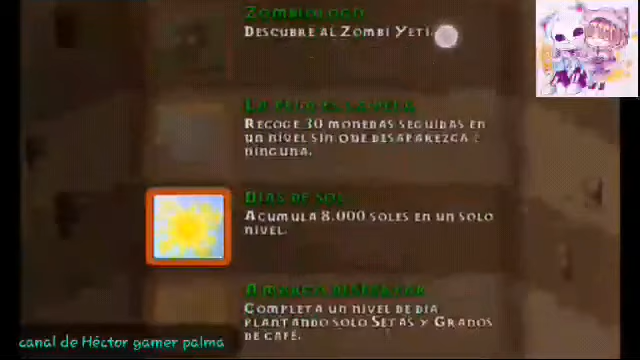 Zombiólogo
Descubre al Zombi Yeti.
Recoge 30 monedas seguidas en
un nivel sin que desaparezca
ninguna.
Días de sol
Acumula 8.000 soles en un solo
nivel.
Completa un nivel de día
plantando solo Setas y Granos
de café.
canal de Héctor gamer palma